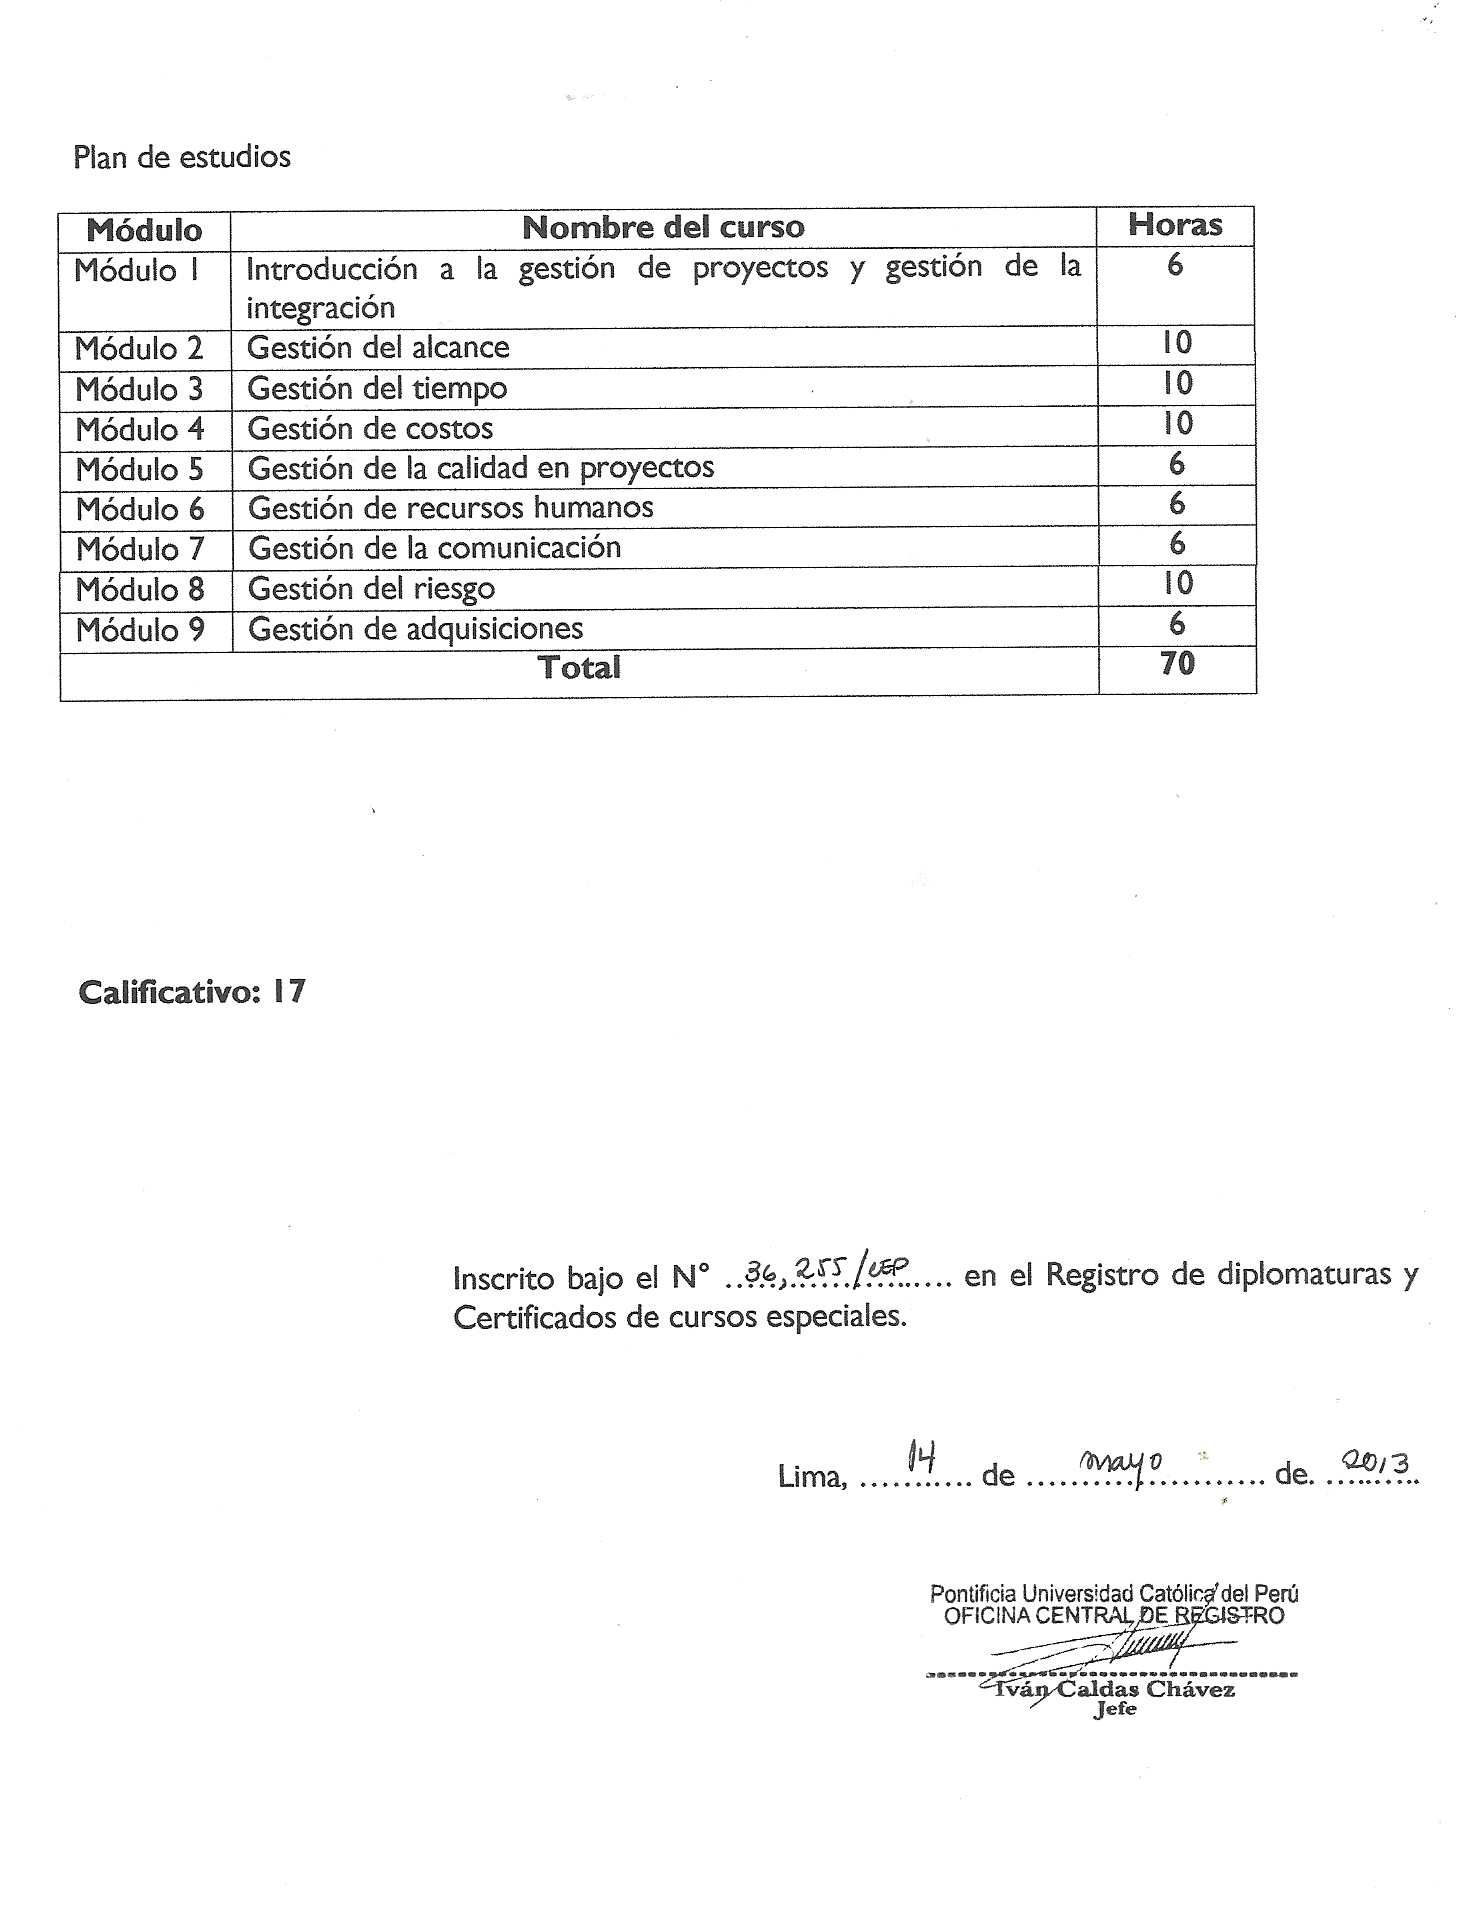 Plan de estudios
Módulo Nombre del curso Horas
Módulo 1 Introducción a la gestión de proyectos y gestión de la 6
integración
Módulo 2 Gestión del alcance 10
Módulo 3 Gestión del tiempo 10
Módulo 4 Gestión de costos 10
Módulo 5 Gestión de la calidad en proyectos 6
Módulo 6 Gestión de recursos humanos 6
Módulo 7 Gestión de la comunicación 6
Módulo 8 Gestión del riesgo 10
Módulo 9 Gestión de adquisiciones 6
Total 70
Calificativo: 17
Inscrito bajo el N° ..36,255/CEP.... en el Registro de diplomaturas y
Certificados de cursos especiales.
Lima, ....14.... de ....mayo.... de. ..2013..
Pontificia Universidad Católica del Perú
OFICINA CENTRAL DE REGISTRO
Iván Caldas Chávez
Jefe